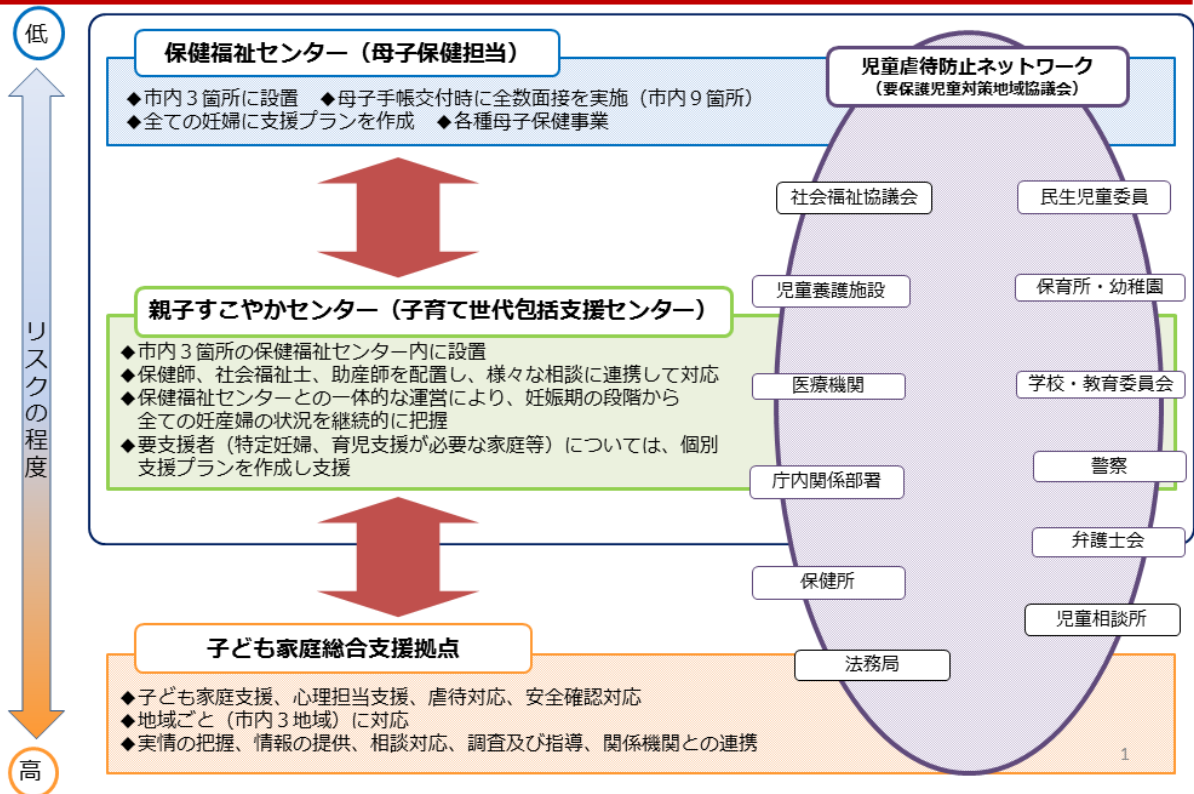 低
保健福祉センター（母子保健担当）
◆市内３箇所に設置　◆母子手帳交付時に全数面接を実施（市内９箇所）
◆全ての妊婦に支援プランを作成　◆各種母子保健事業
児童虐待防止ネットワーク
（要保護児童対策地域協議会）
社会福祉協議会
民生児童委員
児童養護施設
保育所・幼稚園
医療機関
学校・教育委員会
庁内関係部署
警察
弁護士会
保健所
児童相談所
法務局
親子すこやかセンター（子育て世代包括支援センター）
◆市内３箇所の保健福祉センター内に設置
◆保健師、社会福祉士、助産師を配置し、様々な相談に連携して対応
◆保健福祉センターとの一体的な運営により、妊娠期の段階から
全ての妊産婦の状況を継続的に把握
◆要支援者（特定妊婦、育児支援が必要な家庭等）については、個別
支援プランを作成し支援
リスクの程度
子ども家庭総合支援拠点
◆子ども家庭支援、心理担当支援、虐待対応、安全確認対応
◆地域ごと（市内３地域）に対応
◆実情の把握、情報の提供、相談対応、調査及び指導、関係機関との連携
高
1